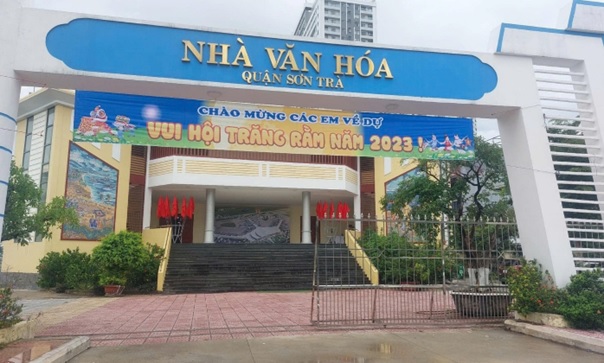 NHÀ VĂN HÓA
QUẬN SƠN TRÀ
CHÀO MỪNG CÁC EM VỀ DỰ
VUI HỘI TRĂNG RẰM NĂM 2023 !